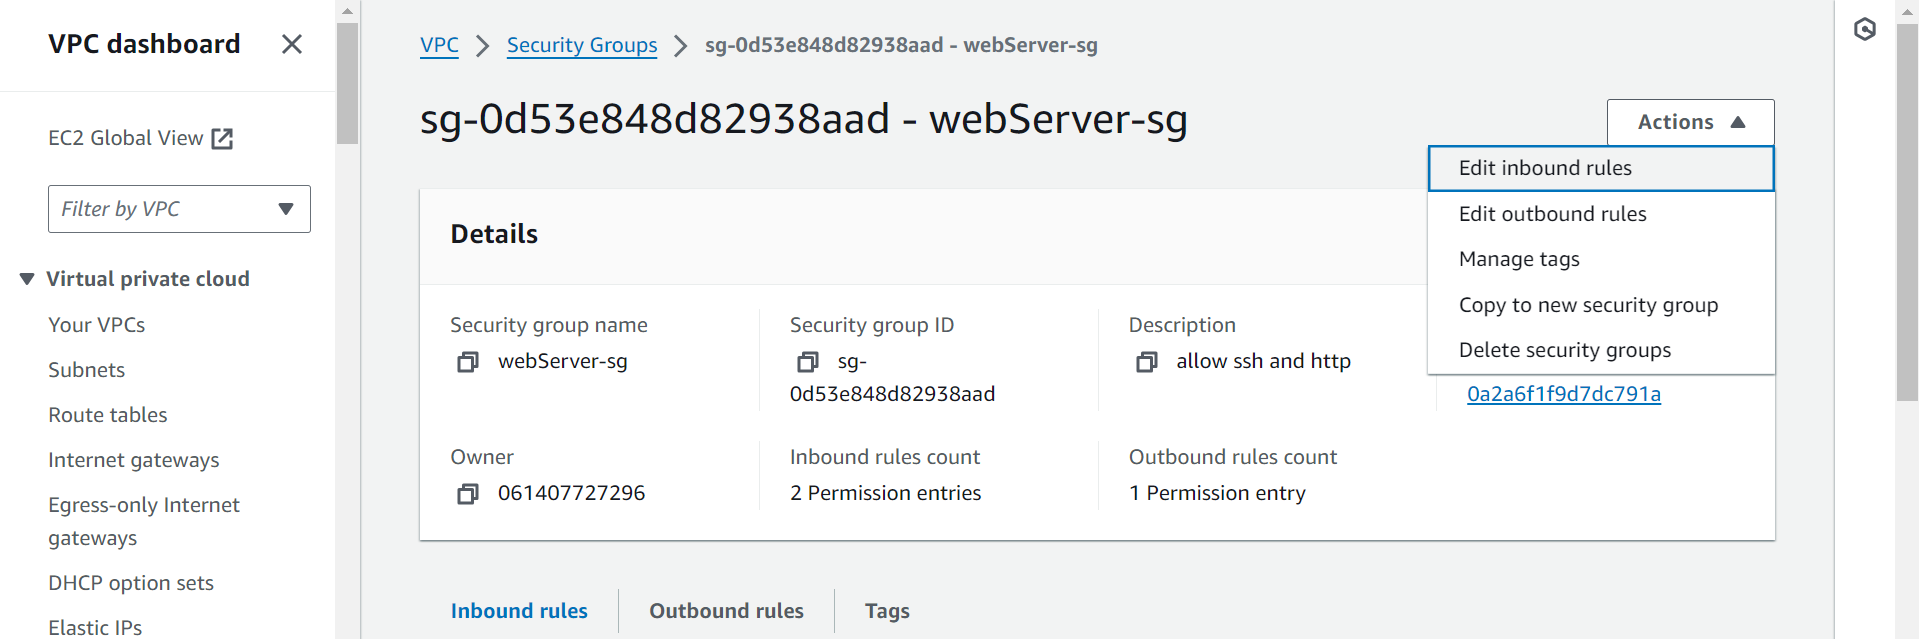 VPC dashboard
EC2 Global View
Filter by VPC
Virtual private cloud
Your VPCs
Subnets
Route tables
Internet gateways
Egress-only Internet
gateways
DHCP option sets
Elastic IPs
VPC
Security Groups
sg-0d53e848d82938aad - webServer-sg
sg-0d53e848d82938aad - webServer-sg
Actions
Edit inbound rules
Edit outbound rules
Manage tags
Copy to new security group
Delete security groups
Details
Security group name
webServer-sg
Security group ID
sg-
0d53e848d82938aad
Description
allow ssh and http
0a2a6f1f9d7dc791a
Owner
061407727296
Inbound rules count
2 Permission entries
Outbound rules count
1 Permission entry
Inbound rules
Outbound rules
Tags